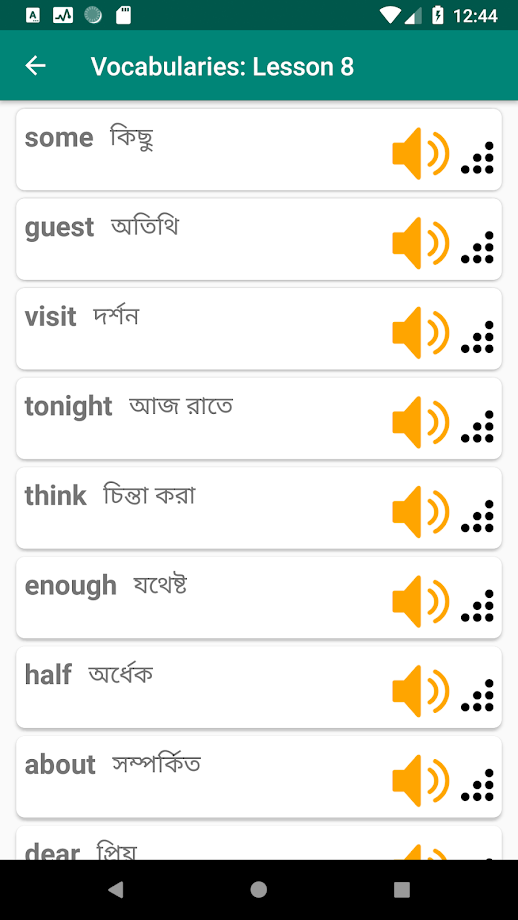 12:44
Vocabularies: Lesson 8
some কিছু
guest অতিথি
visit দর্শন
tonight আজ রাতে
think চিন্তা করা
enough যথেষ্ট
half অর্ধেক
about সম্পর্কিত
dear প্রিয়